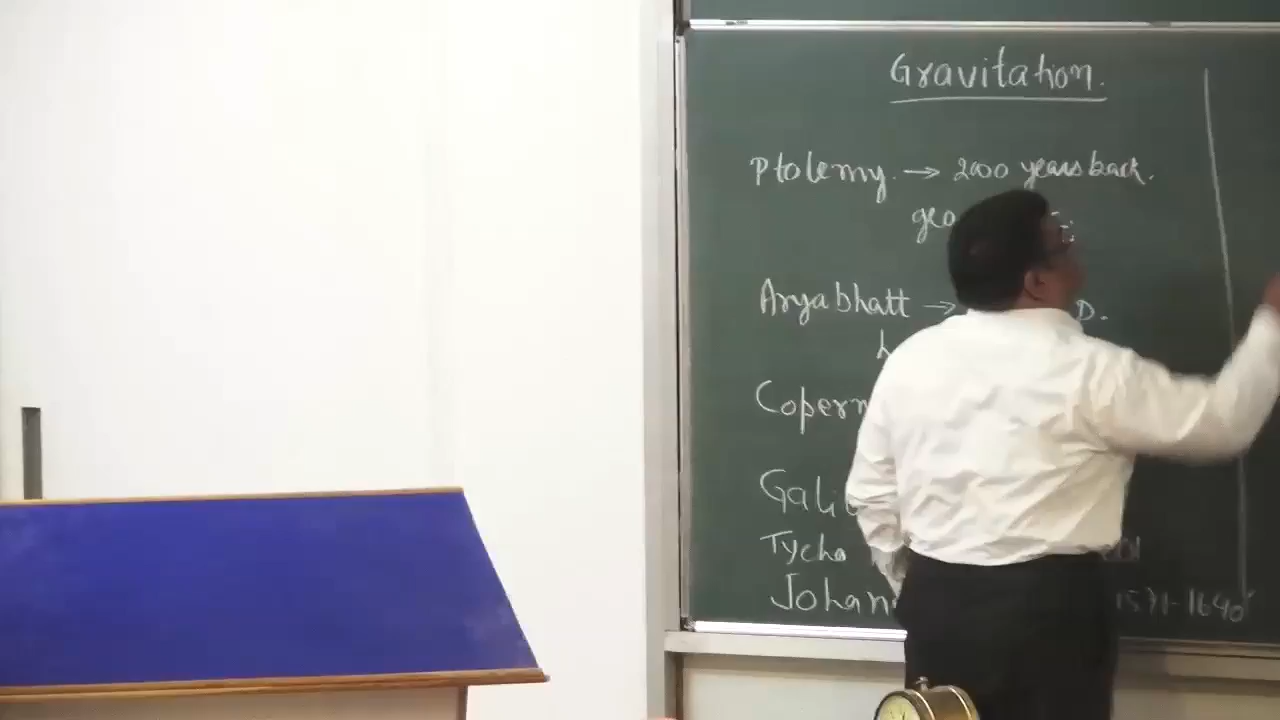 Gravitation.
Ptolemy. → 2000 years back.
geo
Aryabhatt → D.
h
Copern
Gali
Tycho
Johan 1571-1640